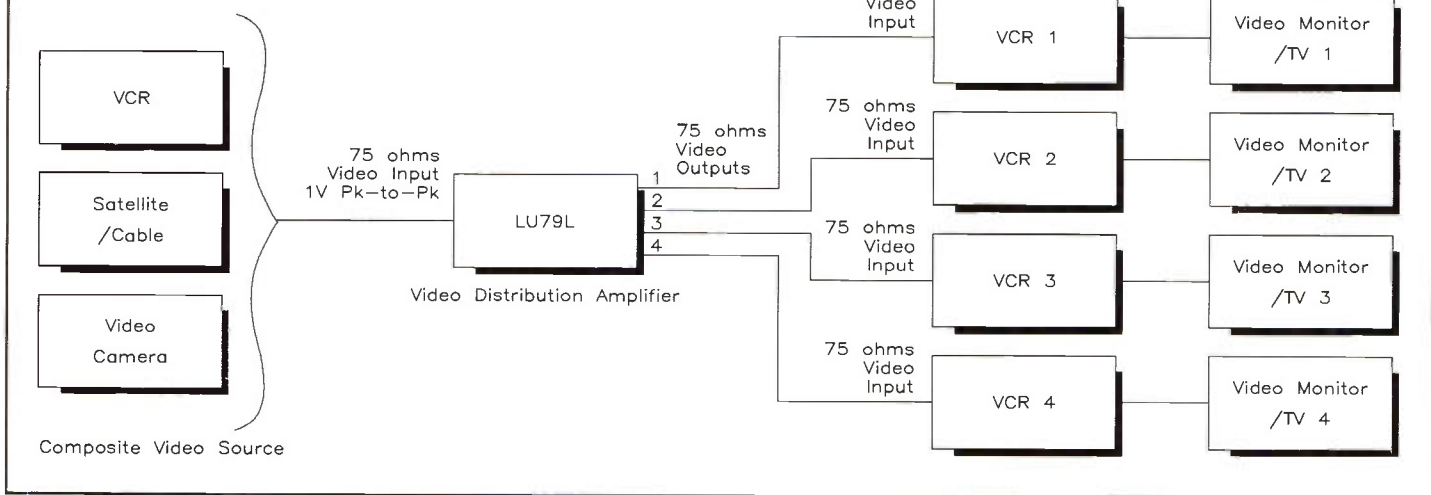 VCR
Satellite
/Cable
Video
Camera
Composite Video Source
75 ohms
Video Input
1V Pk-to-Pk
LU79L
Video Distribution Amplifier
75 ohms
Video
Outputs
1
2
3
4
Video
Input
VCR 1
Video Monitor
/TV 1
75 ohms
Video
Input
VCR 2
Video Monitor
/TV 2
75 ohms
Video
Input
VCR 3
Video Monitor
/TV 3
75 ohms
Video
Input
VCR 4
Video Monitor
/TV 4